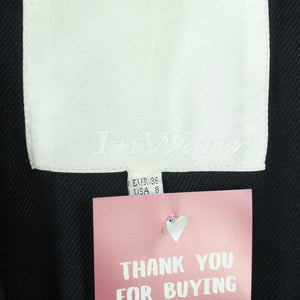 InWear
EUR 36
USA 8
THANK YOU
FOR BUYING